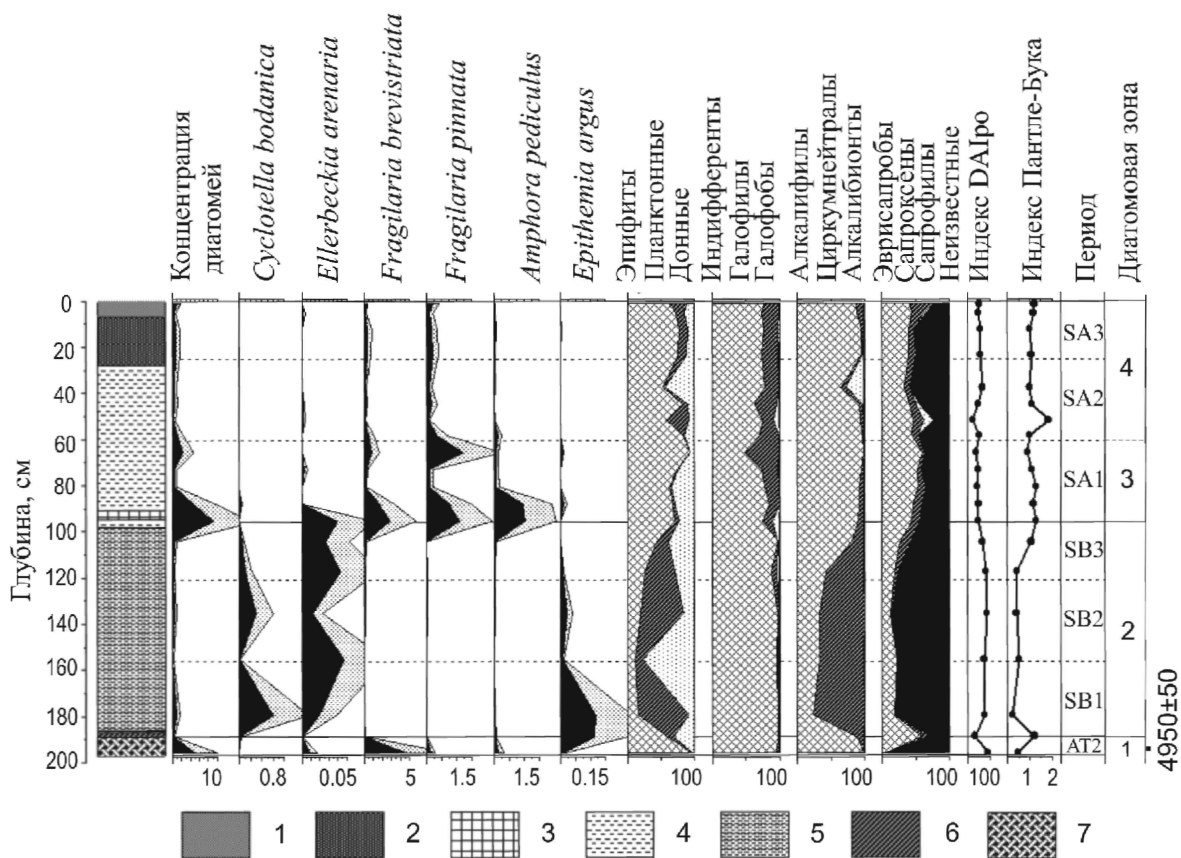 Концентрация
диатомей
Cyclotella bodanica
Ellerbeckia arenaria
Fragilaria brevistriata
Fragilaria pinnata
Amphora pediculus
Epithemia argus
Эпифиты
Планктонные
Донные
Индифференты
Галофилы
Галофобы
Алкалифилы
Циркумнейтралы
Алкалибионты
Эврисапробы
Сапроксены
Сапрофилы
Неизвестные
Индекс DAIpo
Индекс Пантле-Бука
Период
Диатомовая зона
Глубина, см
0
20
40
60
80
100
120
140
160
180
200
SA3
SA2
SA1
SB3
SB2
SB1
AT2
4
3
2
1
4950±50
10 0.8 0.05 5 1.5 1.5 0.15 100 100 100 100 100 1 2
1 2 3 4 5 6 7